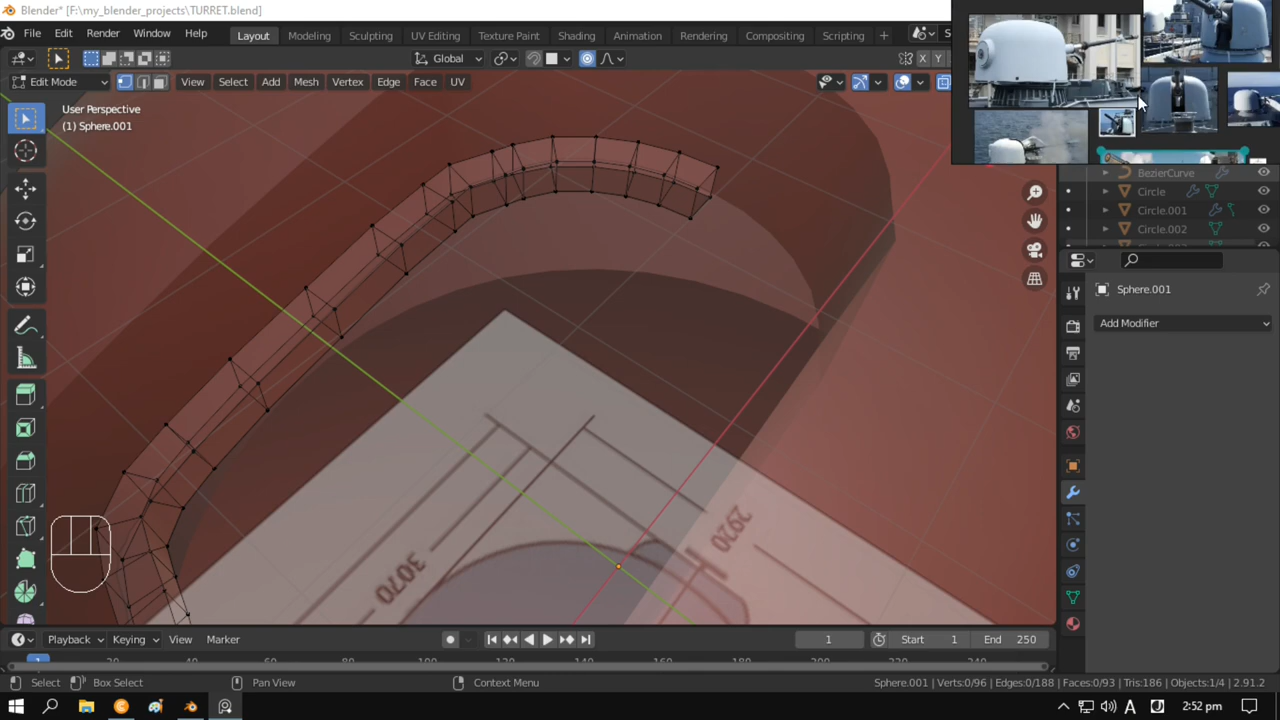 Blender* [F:\my_blender_projects\TURRET.blend]
File Edit Render Window Help Layout Modeling Sculpting UV Editing Texture Paint Shading Animation Rendering Compositing Scripting
Global X Y
Edit Mode View Select Add Mesh Vertex Edge Face UV
User Perspective
(1) Sphere.001
BezierCurve
Circle
Circle.001
Circle.002
Sphere.001
Add Modifier
2920
3070
Playback Keying View Marker 1 Start 1 End 250
1 20 80 100 120 140 160 180 200 220 240
Select Box Select Pan View Context Menu Sphere.001 | Verts:0/96 | Edges:0/188 | Faces:0/93 | Tris:186 | Objects:1/4 | 2.91.2
A 2:52 pm